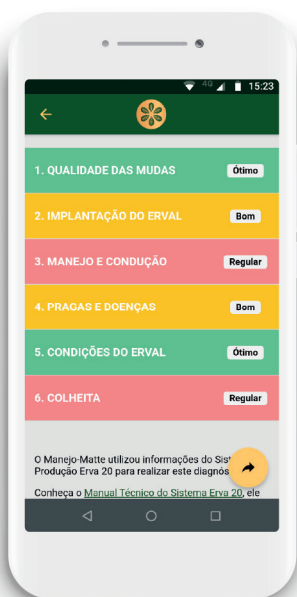 4G 15:23
1. QUALIDADE DAS MUDAS Ótimo
2. IMPLANTAÇÃO DO ERVAL Bom
3. MANEJO E CONDUÇÃO Regular
4. PRAGAS E DOENÇAS Bom
5. CONDIÇÕES DO ERVAL Ótimo
6. COLHEITA Regular
O Manejo-Matte utilizou informações do
Produção Erva 20 para realizar este
Conheça o Manual Técnico do Sistema Erva 20, ele